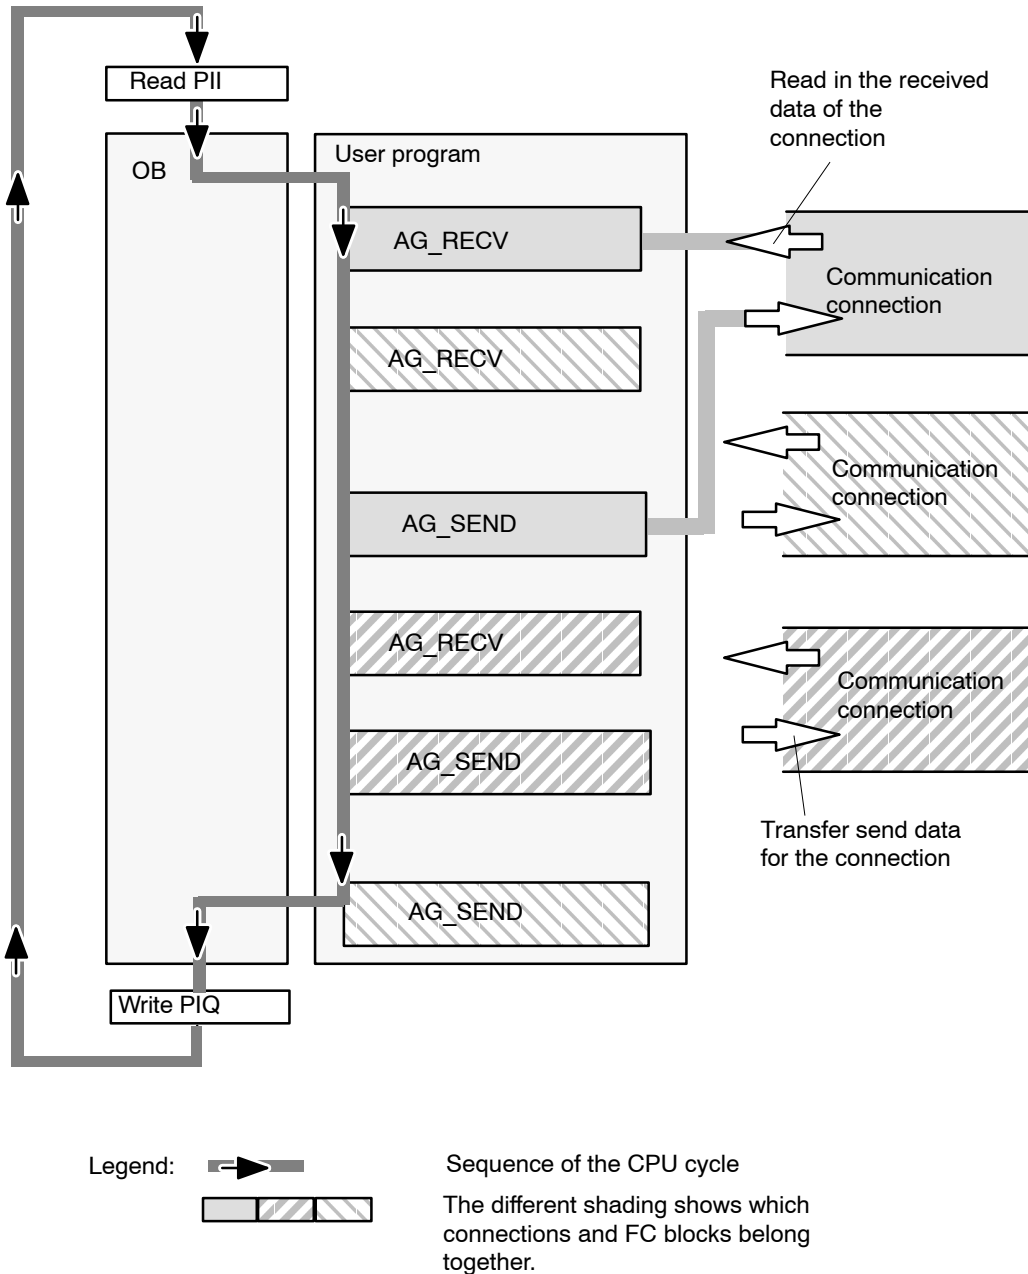 Read PII
OB
User program
AG_RECV
AG_RECV
AG_SEND
AG_RECV
AG_SEND
AG_SEND
Write PIQ
Read in the received
data of the
connection
Communication
connection
Communication
connection
Communication
connection
Transfer send data
for the connection
Legend:
Sequence of the CPU cycle
The different shading shows which
connections and FC blocks belong
together.